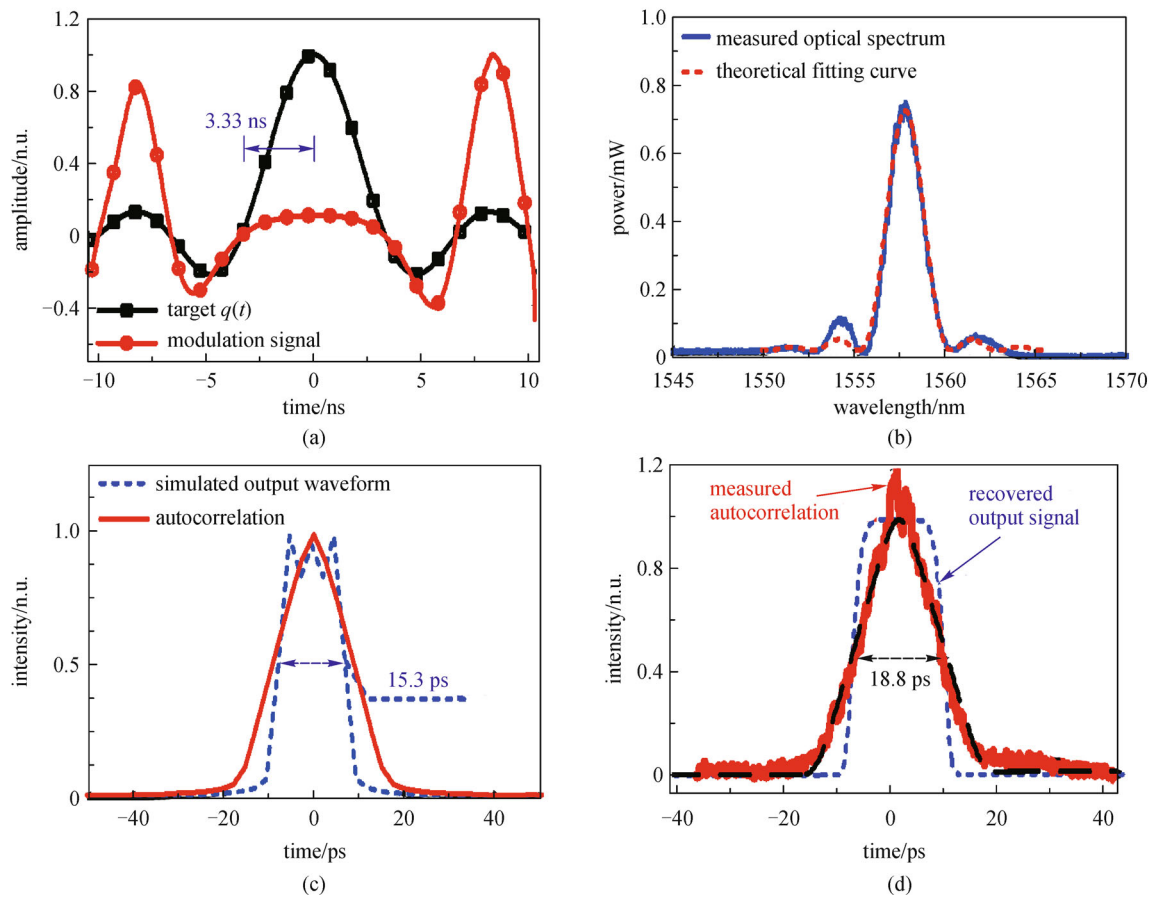 1.2
1.0
0.8
0.4
0
−0.4
amplitude/n.u.
3.33 ns
target q(t)
modulation signal
−10
−5
0
5
10
time/ns
(a)
1.0
0.8
0.6
0.4
0.2
0
power/mW
measured optical spectrum
theoretical fitting curve
1545
1550
1555
1560
1565
1570
wavelength/nm
(b)
1.0
0.5
0
intensity/n.u.
simulated output waveform
autocorrelation
15.3 ps
−40
−20
0
20
40
time/ps
(c)
1.2
0.8
0.4
0
intensity/n.u.
measured
autocorrelation
recovered
output signal
18.8 ps
−40
−20
0
20
40
time/ps
(d)